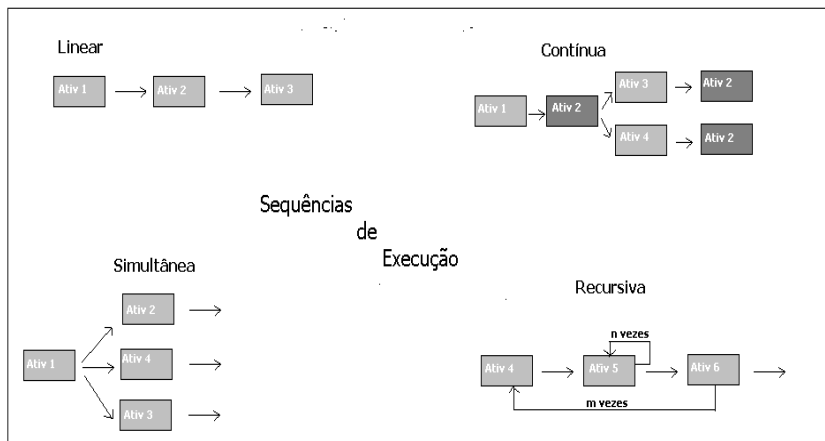 Linear
Ativ 1
Ativ 2
Ativ 3
Contínua
Ativ 1
Ativ 2
Ativ 3
Ativ 2
Ativ 4
Ativ 2
Sequências
de
Execução
Simultânea
Ativ 1
Ativ 2
Ativ 4
Ativ 3
Recursiva
n vezes
Ativ 4
Ativ 5
Ativ 6
m vezes